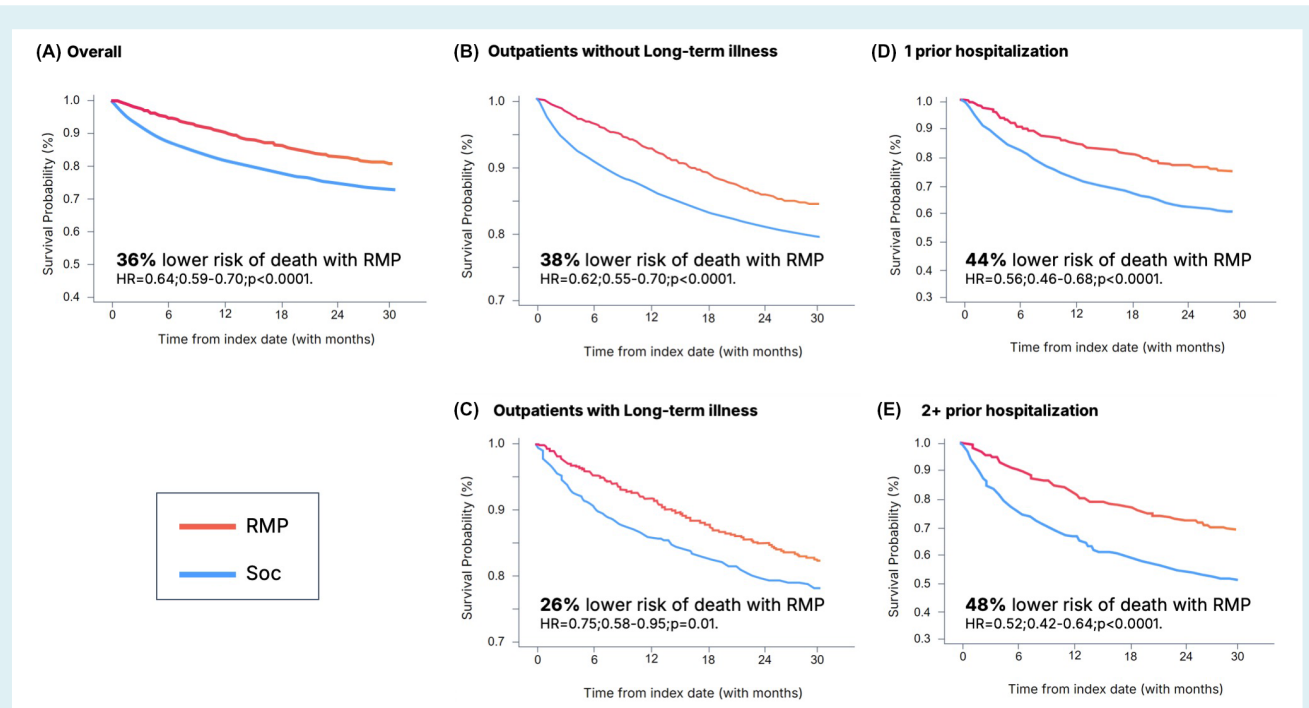 (A) Overall
1.0
0.9
0.8
0.7
0.6
0.5
0.4
Survival Probability (%)
36% lower risk of death with RMP
HR=0.64;0.59-0.70;p<0.0001.
0 6 12 18 24 30
Time from index date (with months)
(B) Outpatients without Long-term illness
1.0
0.9
0.8
0.7
Survival Probability (%)
38% lower risk of death with RMP
HR=0.62;0.55-0.70;p<0.0001.
0 6 12 18 24 30
Time from index date (with months)
(D) 1 prior hospitalization
1.0
0.9
0.8
0.7
0.6
0.5
0.4
0.3
Survival Probability (%)
44% lower risk of death with RMP
HR=0.56;0.46-0.68;p<0.0001.
0 6 12 18 24 30
Time from index date (with months)
RMP
Soc
(C) Outpatients with Long-term illness
1.0
0.9
0.8
0.7
Survival Probability (%)
26% lower risk of death with RMP
HR=0.75;0.58-0.95;p=0.01.
0 6 12 18 24 30
Time from index date (with months)
(E) 2+ prior hospitalization
1.0
0.9
0.8
0.7
0.6
0.5
0.4
0.3
Survival Probability (%)
48% lower risk of death with RMP
HR=0.52;0.42-0.64;p<0.0001.
0 6 12 18 24 30
Time from index date (with months)